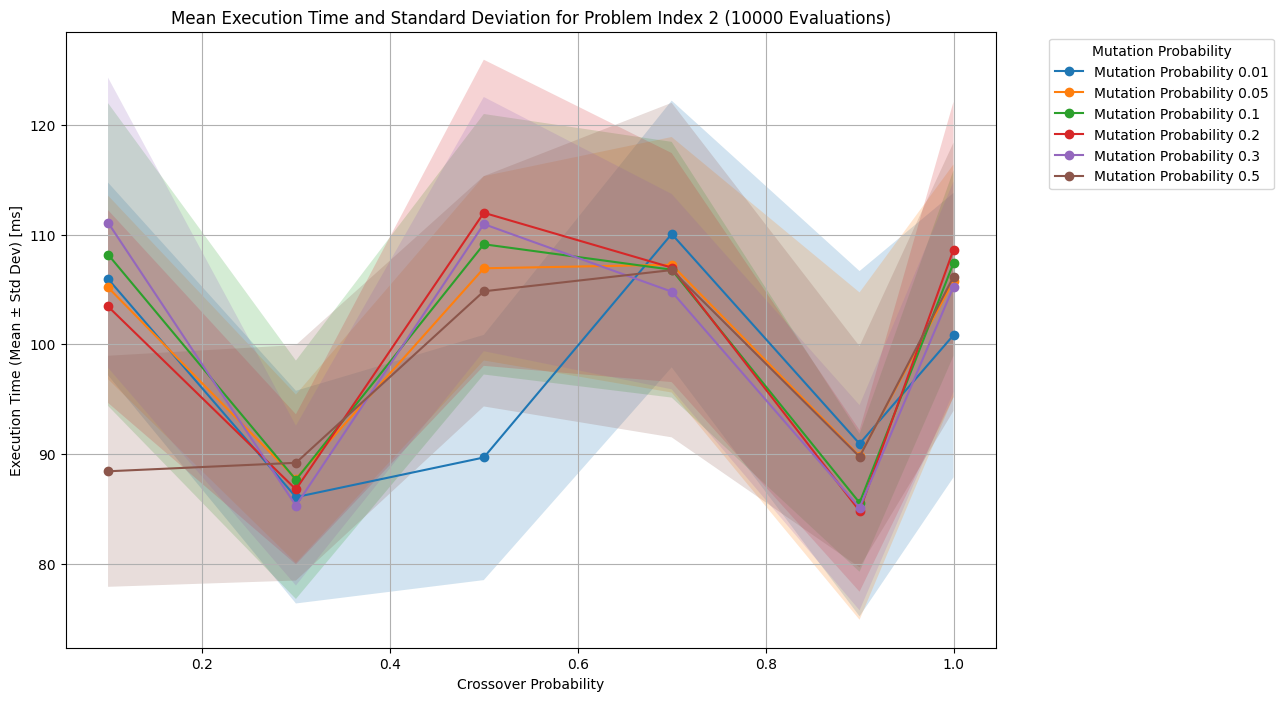 Mean Execution Time and Standard Deviation for Problem Index 2 (10000 Evaluations)
Execution Time (Mean ± Std Dev) [ms]
120
110
100
90
80
0.2
0.4
0.6
0.8
1.0
Crossover Probability
Mutation Probability
Mutation Probability 0.01
Mutation Probability 0.05
Mutation Probability 0.1
Mutation Probability 0.2
Mutation Probability 0.3
Mutation Probability 0.5